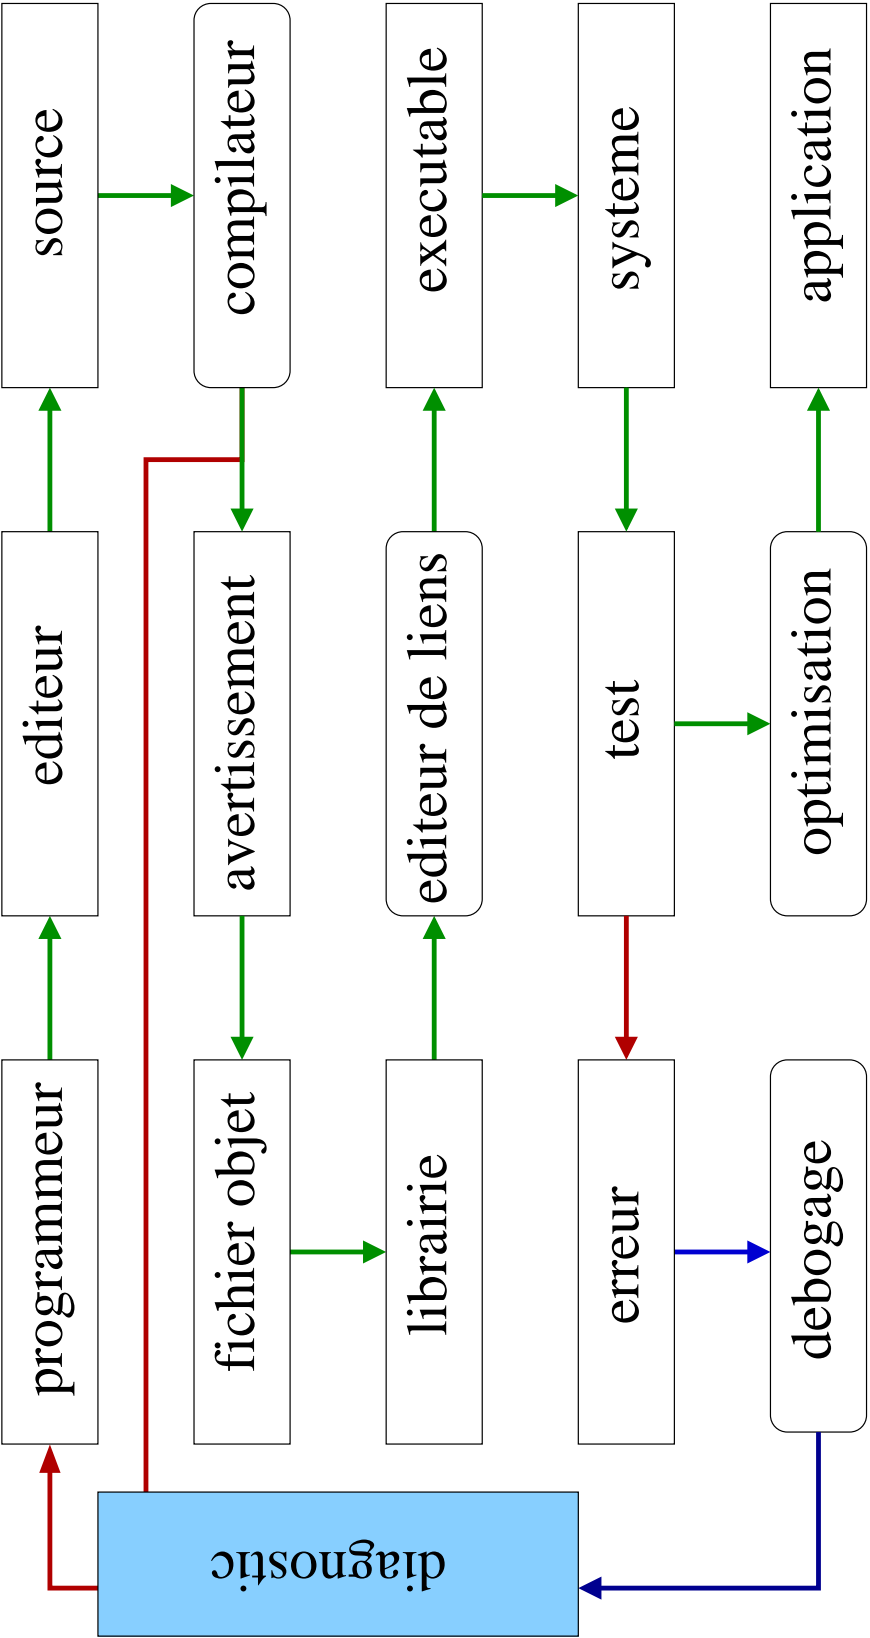 programmeur
editeur
source
fichier objet
avertissement
compilateur
librairie
editeur de liens
executable
erreur
test
systeme
debogage
optimisation
application
diagnostic